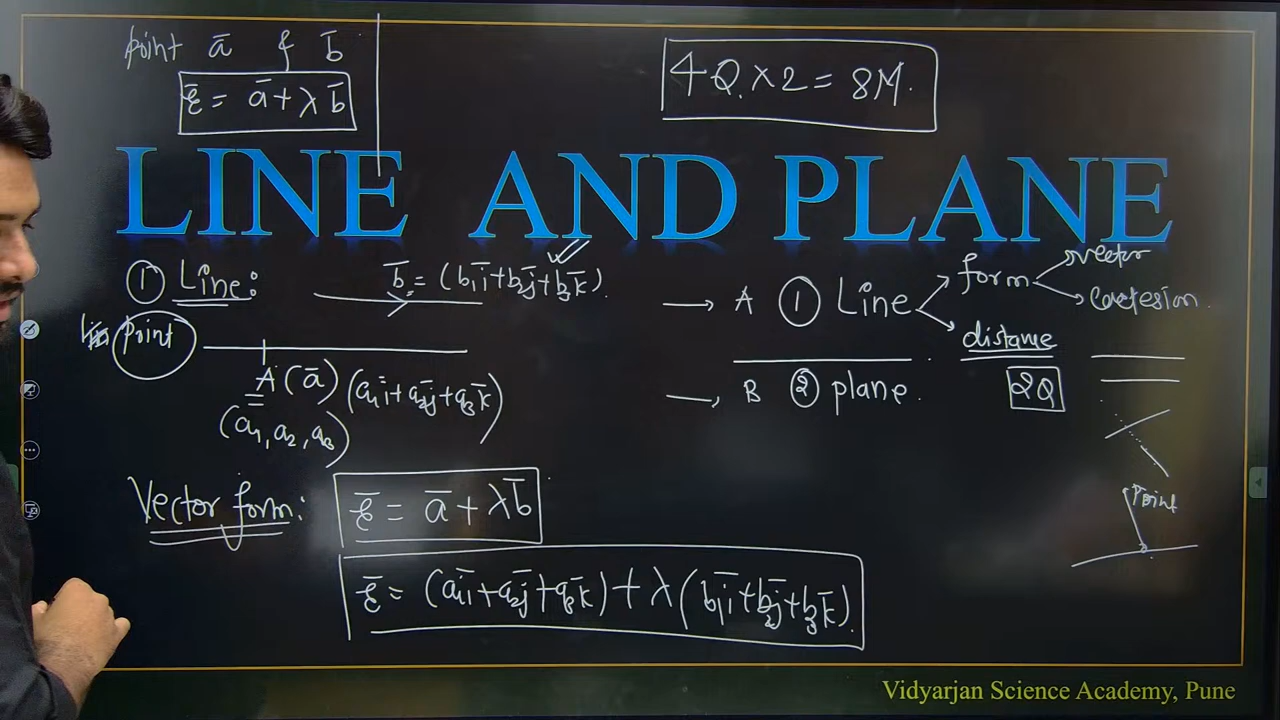 point ā & b̄
r̄ = ā + λ b̄
4 Q. × 2 = 8M.
LINE AND PLANE
① Line:
b̄ = (b₁ī + b₂j̄ + b₃k̄)
point
A (ā) (a₁ī + a₂j̄ + a₃k̄)
(a₁, a₂, a₃)
→ A ① Line
form
vector
Cartesian
distance
→ B ② plane.
2Q
Vector form: r̄ = ā + λb̄
r̄ = (a₁ī + a₂j̄ + a₃k̄) + λ (b₁ī + b₂j̄ + b₃k̄).
Point
Vidyarjan Science Academy, Pune